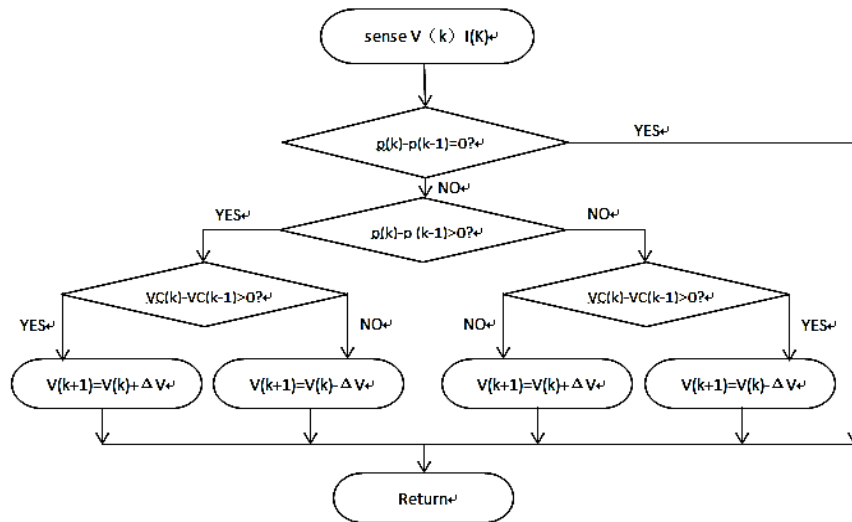 sense V（k）I(K)↵
p(k)-p(k-1)=0?↵
YES↵
NO↵
YES↵
p(k)-p (k-1)>0?↵
NO↵
VC(k)-VC(k-1)>0?↵
VC(k)-VC(k-1)>0?↵
YES↵
NO↵
NO↵
YES↵
V(k+1)=V(k)+ΔV↵
V(k+1)=V(k)-ΔV↵
V(k+1)=V(k)+ΔV↵
V(k+1)=V(k)-ΔV↵
Return↵